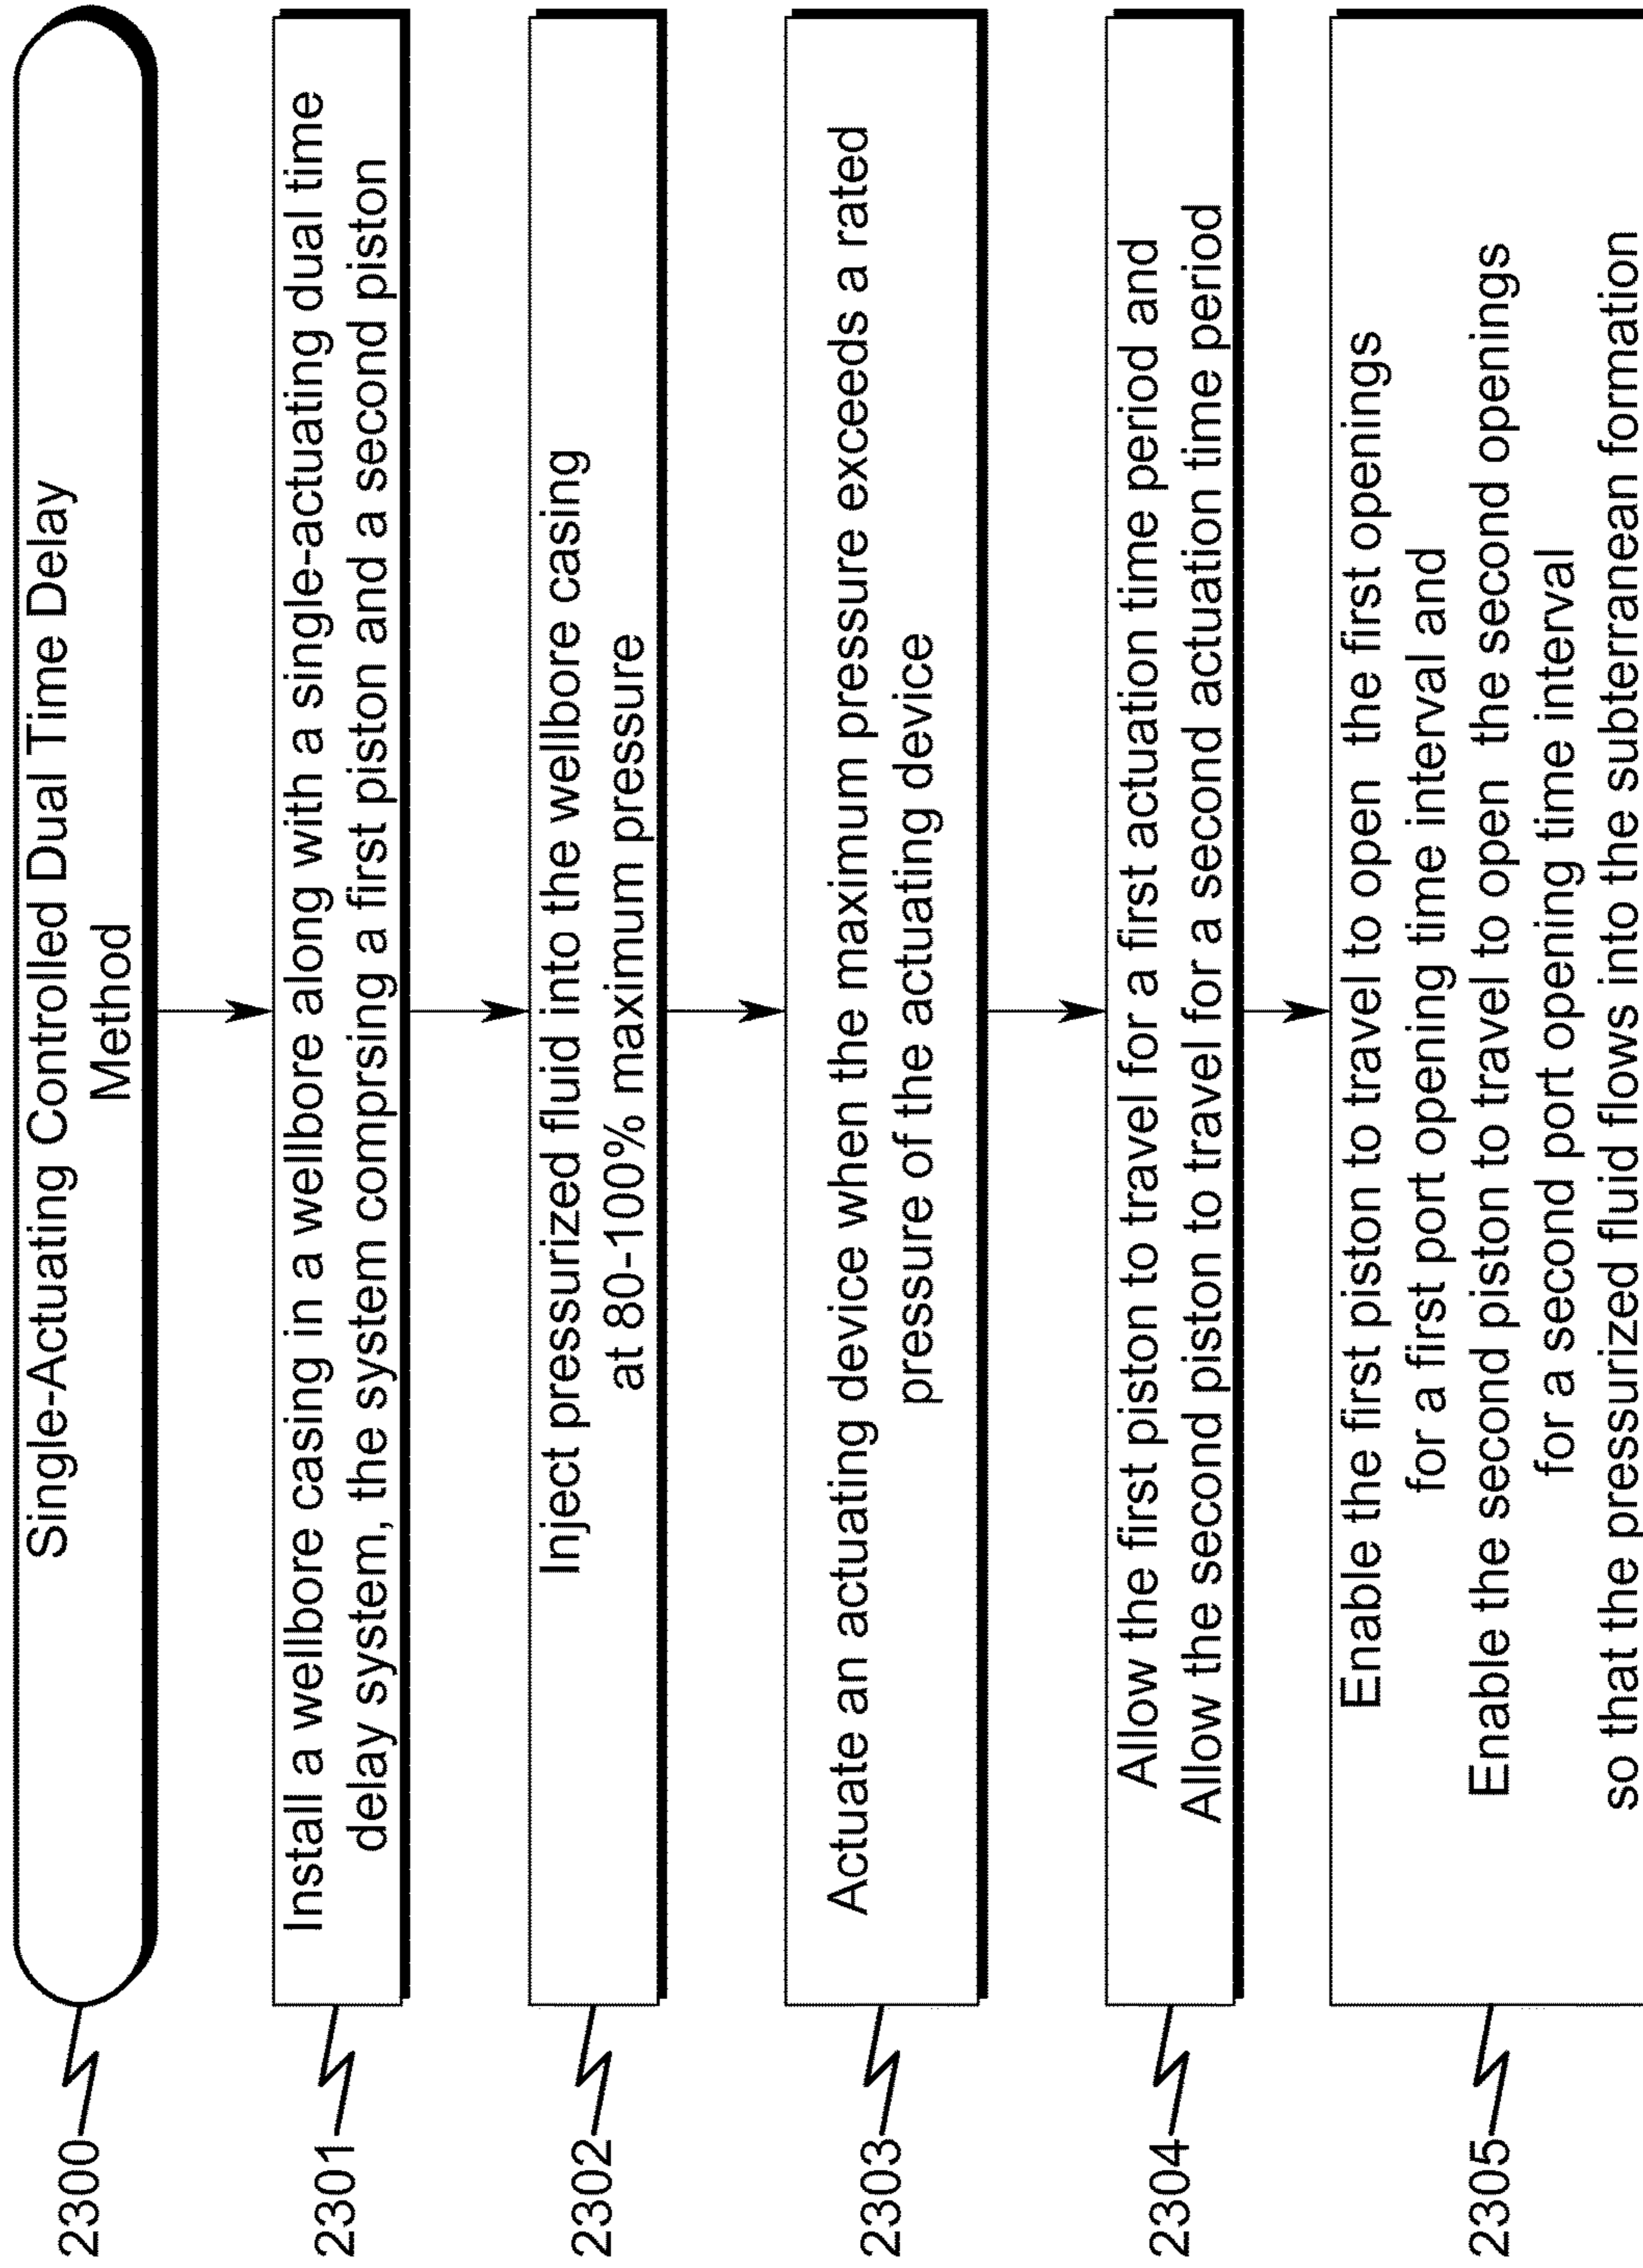 Single-Actuating Controlled Dual Time Delay
Method
2300
Install a wellbore casing in a wellbore along with a single-actuating dual time
delay system, the system comprsing a first piston and a second piston
2301
Inject pressurized fluid into the wellbore casing
at 80-100% maximum pressure
2302
Actuate an actuating device when the maximum pressure exceeds a rated
pressure of the actuating device
2303
Allow the first piston to travel for a first actuation time period and
Allow the second piston to travel for a second actuation time period
2304
Enable the first piston to travel to open the first openings
for a first port opening time interval and
Enable the second piston to travel to open the second openings
for a second port opening time interval
so that the pressurized fluid flows into the subterranean formation
2305